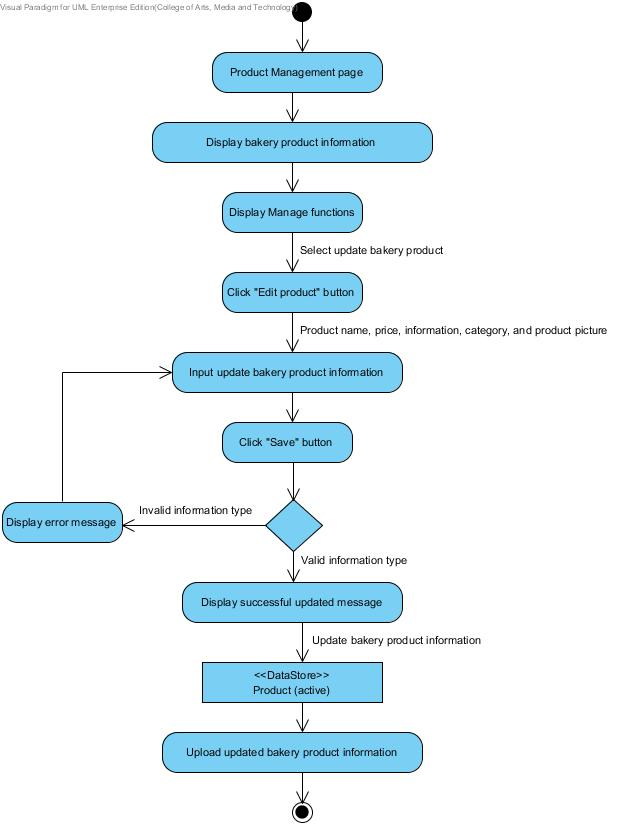 Visual Paradigm for UML Enterprise Edition(College of Arts, Media and Technology)
Product Management page
Display bakery product information
Display Manage functions
Select update bakery product
Click "Edit product" button
Product name, price, information, category, and product picture
Input update bakery product information
Click "Save" button
Invalid information type
Display error message
Valid information type
Display successful updated message
Update bakery product information
<<DataStore>>
Product (active)
Upload updated bakery product information